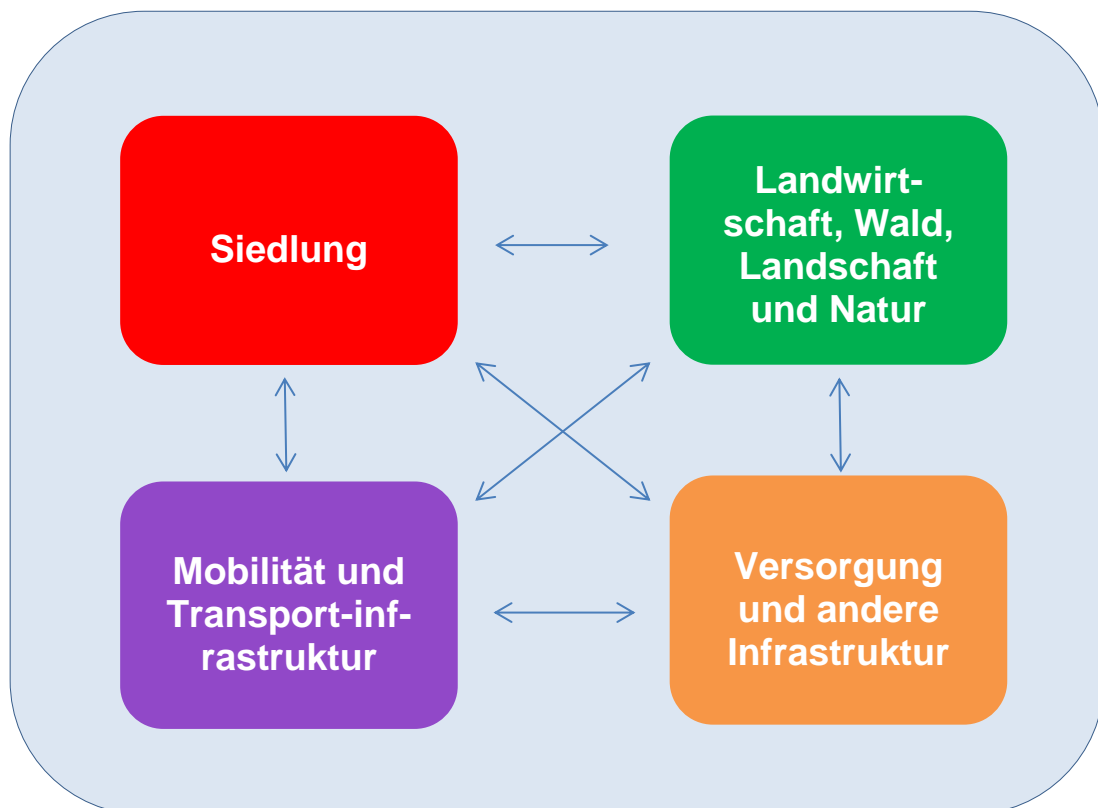 Siedlung
Landwirt-
schaft, Wald,
Landschaft
und Natur
Mobilität und
Transport-inf-
rastruktur
Versorgung
und andere
Infrastruktur